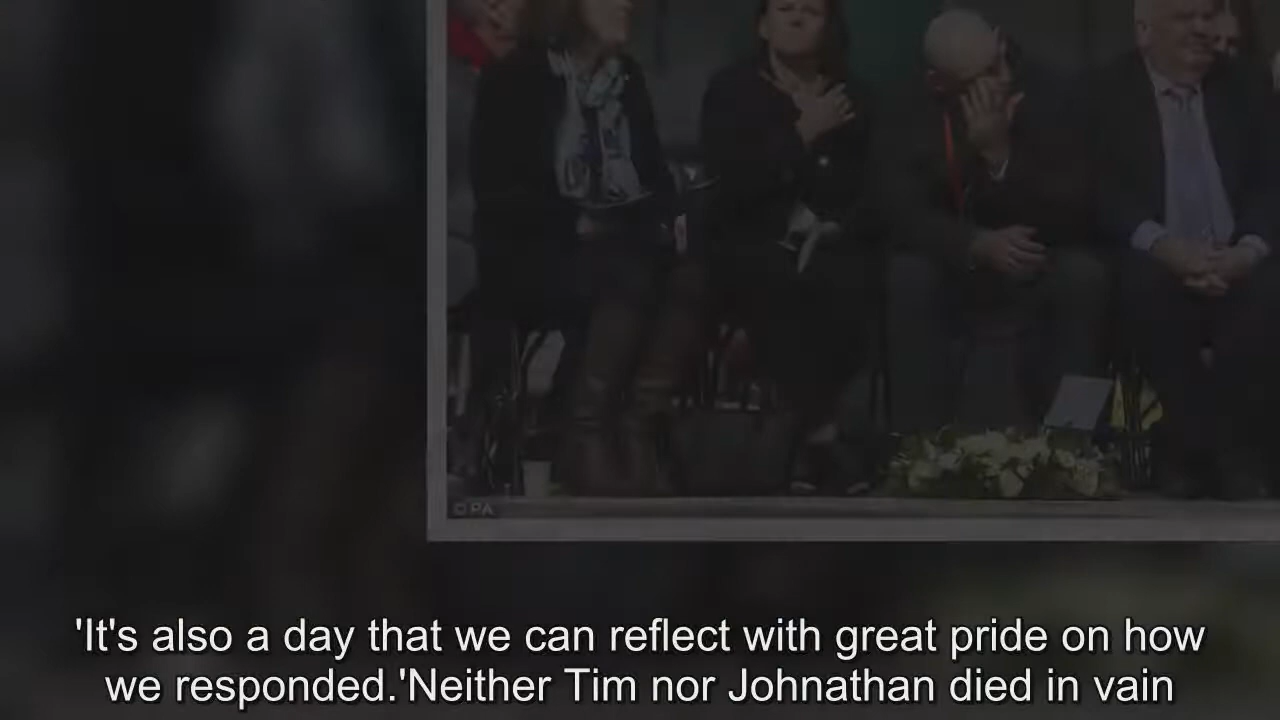 © PA
'It's also a day that we can reflect with great pride on how
we responded.'Neither Tim nor Johnathan died in vain